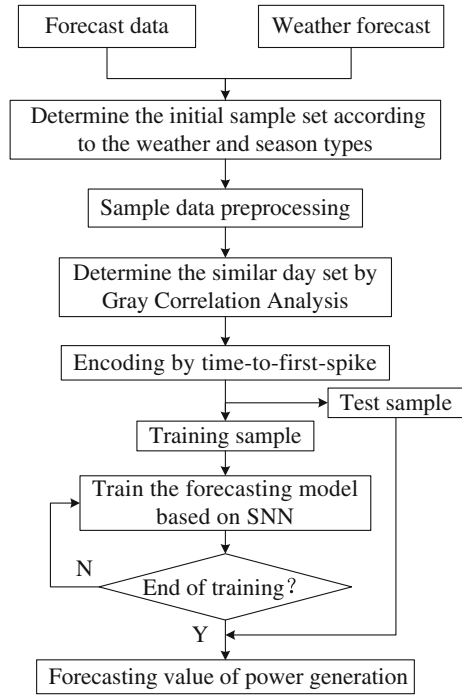 Forecast data
Weather forecast
Determine the initial sample set according
to the weather and season types
Sample data preprocessing
Determine the similar day set by
Gray Correlation Analysis
Encoding by time-to-first-spike
Test sample
Training sample
Train the forecasting model
based on SNN
N
End of training?
Y
Forecasting value of power generation